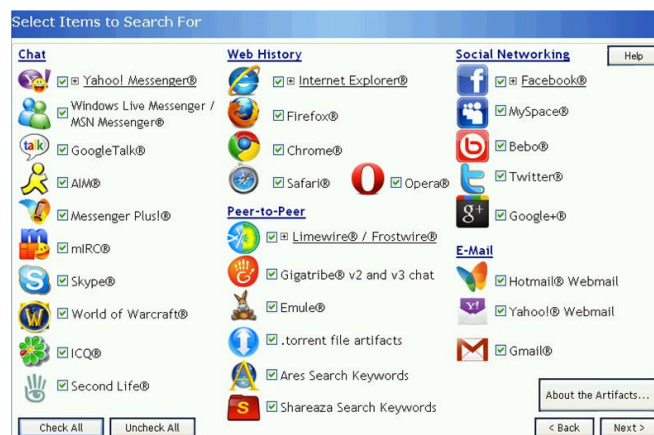 Select Items to Search For
Help
Chat
Yahoo! Messenger®
Windows Live Messenger /
MSN Messenger®
talk
GoogleTalk®
AIM®
Messenger Plus!®
mIRC®
Skype®
World of Warcraft®
ICQ®
Second Life®
Web History
Internet Explorer®
Firefox®
Chrome®
Safari®
Opera®
Peer-to-Peer
Limewire® / Frostwire®
Gigatribe® v2 and v3 chat
Emule®
.torrent file artifacts
Ares Search Keywords
Shareaza Search Keywords
Social Networking
Facebook®
MySpace®
Bebo®
Twitter®
Google+®
E-Mail
Hotmail® Webmail
Yahoo!® Webmail
Gmail®
About the Artifacts...
Check All
Uncheck All
< Back
Next >